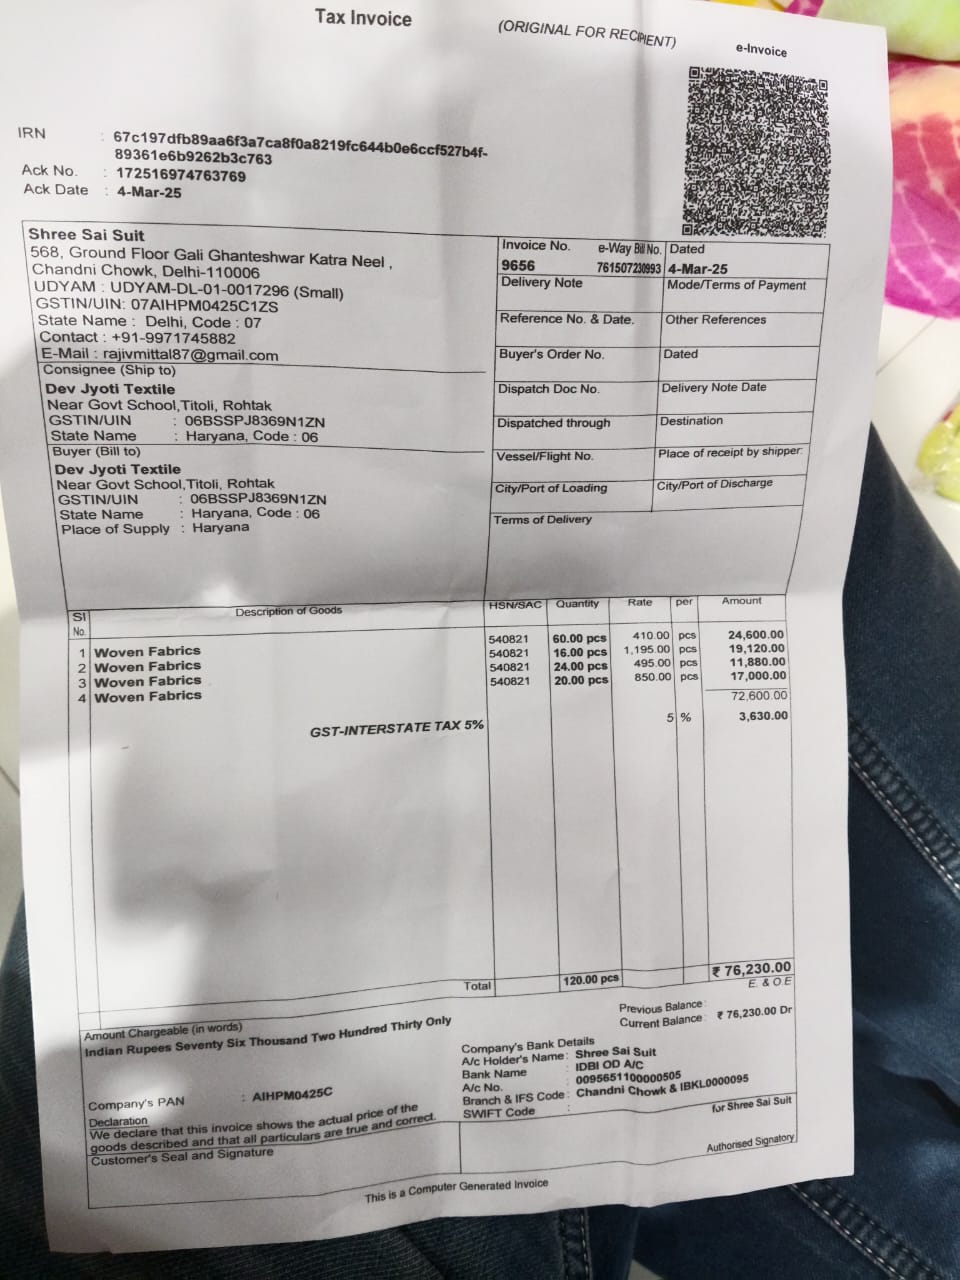 Tax Invoice
(ORIGINAL FOR RECIPIENT)
e-Invoice
IRN : 67c197dfb89aa6f3a7ca8f0a8219fc644b0e6ccf527b4f-
89361e6b9262b3c763
Ack No. : 172516974763769
Ack Date : 4-Mar-25
Shree Sai Suit
568, Ground Floor Gali Ghanteshwar Katra Neel ,
Chandni Chowk, Delhi-110006
UDYAM : UDYAM-DL-01-0017296 (Small)
GSTIN/UIN: 07AIHPM0425C1ZS
State Name : Delhi, Code : 07
Contact : +91-9971745882
E-Mail : rajivmittal87@gmail.com
Consignee (Ship to)
Dev Jyoti Textile
Near Govt School,Titoli, Rohtak
GSTIN/UIN : 06BSSPJ8369N1ZN
State Name : Haryana, Code : 06
Buyer (Bill to)
Dev Jyoti Textile
Near Govt School,Titoli, Rohtak
GSTIN/UIN : 06BSSPJ8369N1ZN
State Name : Haryana, Code : 06
Place of Supply : Haryana
Invoice No. e-Way Bill No. Dated
9656 761507230993 4-Mar-25
Delivery Note Mode/Terms of Payment
Reference No. & Date. Other References
Buyer's Order No. Dated
Dispatch Doc No. Delivery Note Date
Dispatched through Destination
Vessel/Flight No. Place of receipt by shipper:
City/Port of Loading City/Port of Discharge
Terms of Delivery
Sl No. Description of Goods HSN/SAC Quantity Rate per Amount
1 Woven Fabrics 540821 60.00 pcs 410.00 pcs 24,600.00
2 Woven Fabrics 540821 16.00 pcs 1,195.00 pcs 19,120.00
3 Woven Fabrics 540821 24.00 pcs 495.00 pcs 11,880.00
4 Woven Fabrics 540821 20.00 pcs 850.00 pcs 17,000.00
72,600.00
GST-INTERSTATE TAX 5% 5 % 3,630.00
Total 120.00 pcs ₹ 76,230.00
E. & O.E
Amount Chargeable (in words)
Indian Rupees Seventy Six Thousand Two Hundred Thirty Only
Previous Balance :
Current Balance : ₹ 76,230.00 Dr
Company's Bank Details
A/c Holder's Name : Shree Sai Suit
Bank Name : IDBI OD A/C
A/c No. : 0095651100000505
Branch & IFS Code : Chandni Chowk & IBKL0000095
SWIFT Code :
Company's PAN : AIHPM0425C
Declaration
We declare that this invoice shows the actual price of the
goods described and that all particulars are true and correct.
Customer's Seal and Signature
for Shree Sai Suit
Authorised Signatory
This is a Computer Generated Invoice